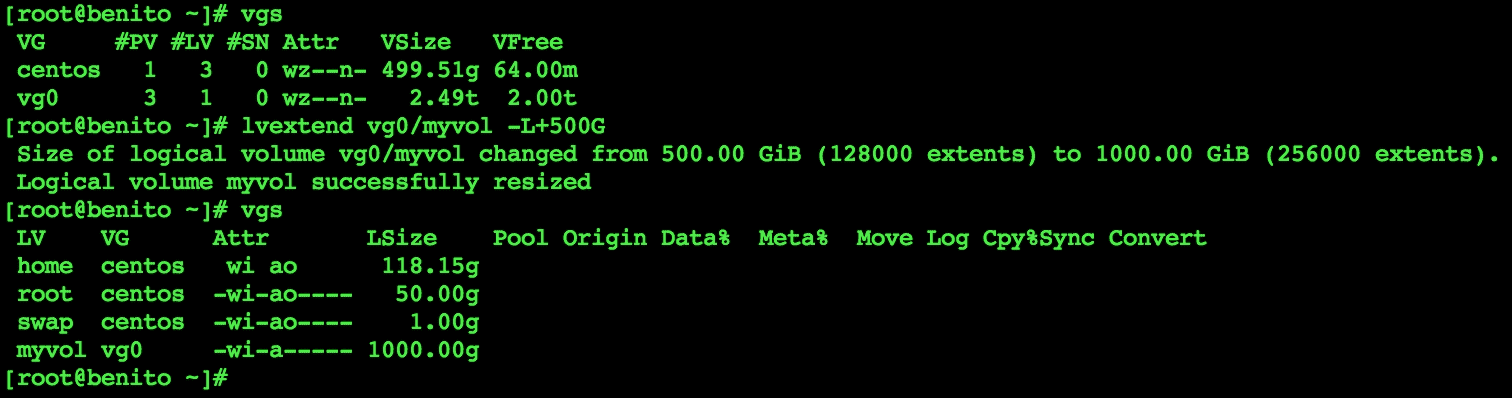 [root@benito ~]# vgs
 VG     #PV #LV #SN Attr   VSize   VFree
 centos   1   3   0 wz--n- 499.51g 64.00m
 vg0      3   1   0 wz--n-   2.49t  2.00t
[root@benito ~]# lvextend vg0/myvol -L+500G
 Size of logical volume vg0/myvol changed from 500.00 GiB (128000 extents) to 1000.00 GiB (256000 extents).
 Logical volume myvol successfully resized
[root@benito ~]# vgs
 LV    VG      Attr       LSize    Pool Origin Data%  Meta%  Move Log Cpy%Sync Convert
 home  centos   wi ao      118.15g
 root  centos  -wi-ao----   50.00g
 swap  centos  -wi-ao----    1.00g
 myvol vg0     -wi-a----- 1000.00g
[root@benito ~]#